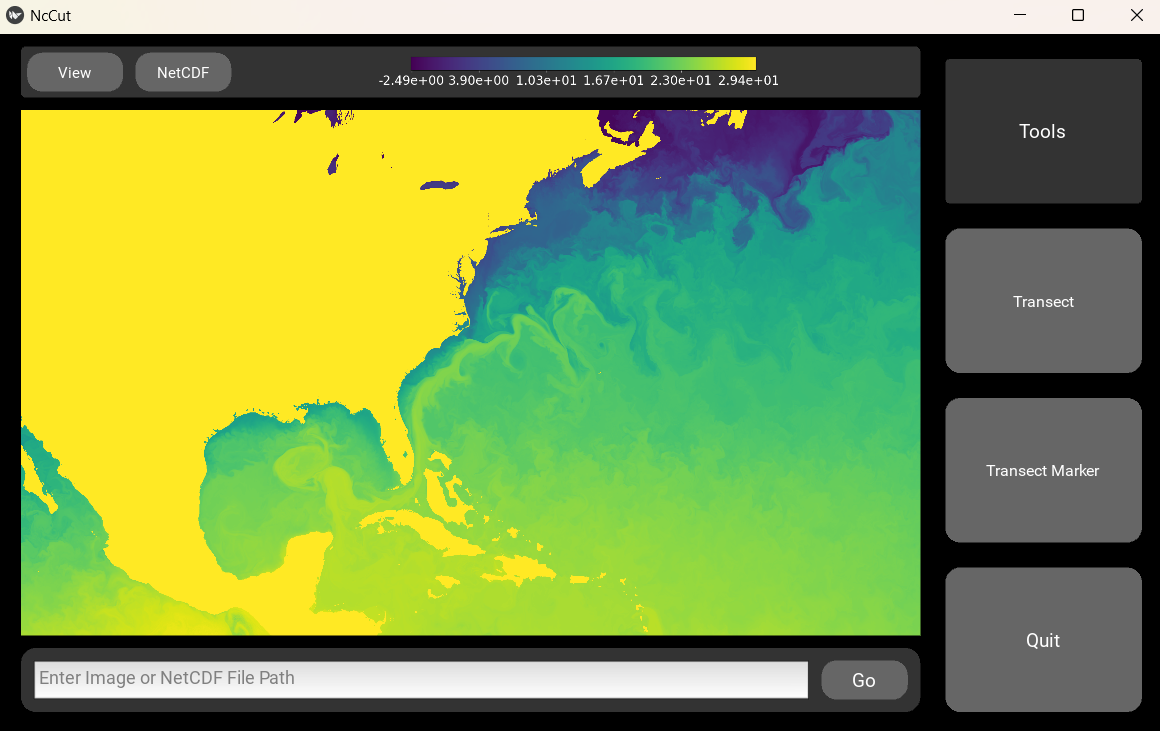 NcCut
View
NetCDF
-2.49e+00 3.90e+00 1.03e+01 1.67e+01 2.30e+01 2.94e+01
Tools
Transect
Transect Marker
Quit
Enter Image or NetCDF File Path
Go